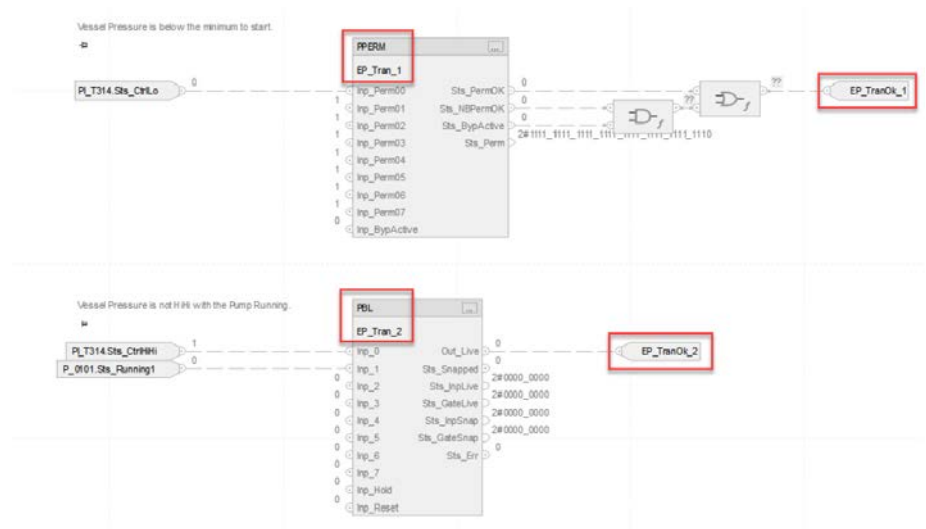 Vessel Pressure is below the minimum to start.
PPERM
...
EP_Tran_1
PI_T314.Sts_CtrlLo
0
Inp_Perm00
Sts_PermOK
0
1
Inp_Perm01
Sts_NBPermOK
0
1
Inp_Perm02
Sts_BypActive
0
1
Inp_Perm03
Sts_Perm
2#1111_1111_1111_1111_1111_1111_1111_1110
1
Inp_Perm04
1
Inp_Perm05
1
Inp_Perm06
1
Inp_Perm07
0
Inp_BypActive
??
??
EP_TranOk_1
Vessel Pressure is not HiHi with the Pump Running.
PBL
...
EP_Tran_2
PI_T314.Sts_CtrlHiHi
1
Inp_0
Out_Live
0
EP_TranOk_2
P_0101.Sts_Running1
0
Inp_1
Sts_Snapped
0
0
Inp_2
Sts_InpLive
2#0000_0000
0
Inp_3
Sts_GateLive
2#0000_0000
0
Inp_4
Sts_InpSnap
2#0000_0000
0
Inp_5
Sts_GateSnap
2#0000_0000
0
Inp_6
Sts_Err
0
0
Inp_7
0
Inp_Hold
0
Inp_Reset